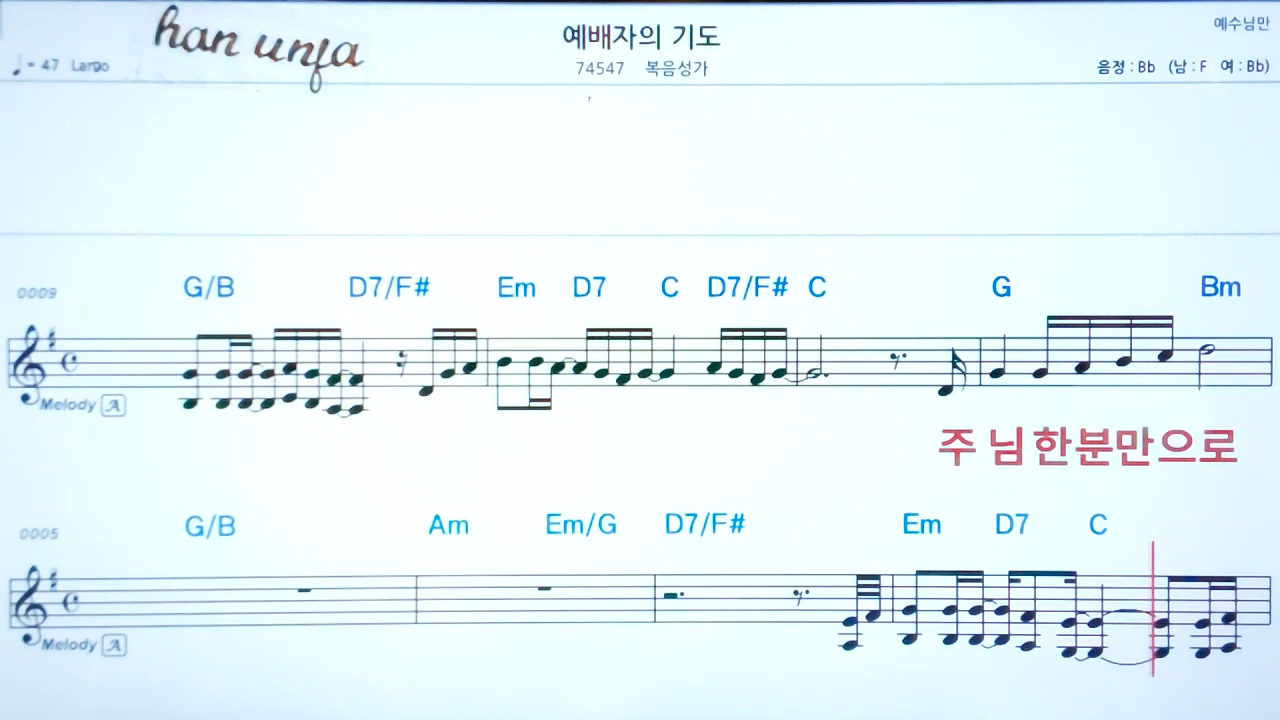 han unja
예배자의 기도
예수님만
♩= 47 Largo
74547 복음성가
음정 : Bb (남 : F 여 : Bb)
0009 G/B D7/F# Em D7 C D7/F# C G Bm
Melody A
주 님 한분만으로
0005 G/B Am Em/G D7/F# Em D7 C
Melody A